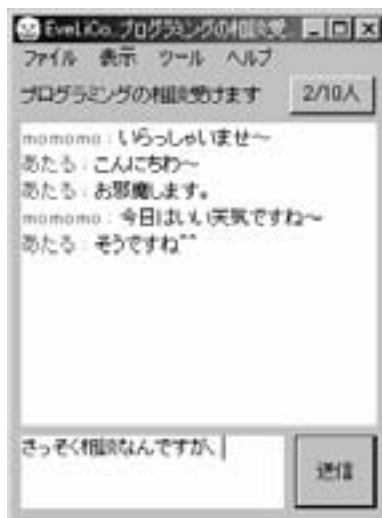 EveLiCo. プログラミングの相談受
ファイル 表示 ツール ヘルプ
プログラミングの相談受けます 2/10人
momomo : いらっしゃいませ～
あたる : こんにちわ～
あたる : お邪魔します。
momomo : 今日はいい天気ですね～
あたる : そうですね^^
さっそく相談なんですが、
送信